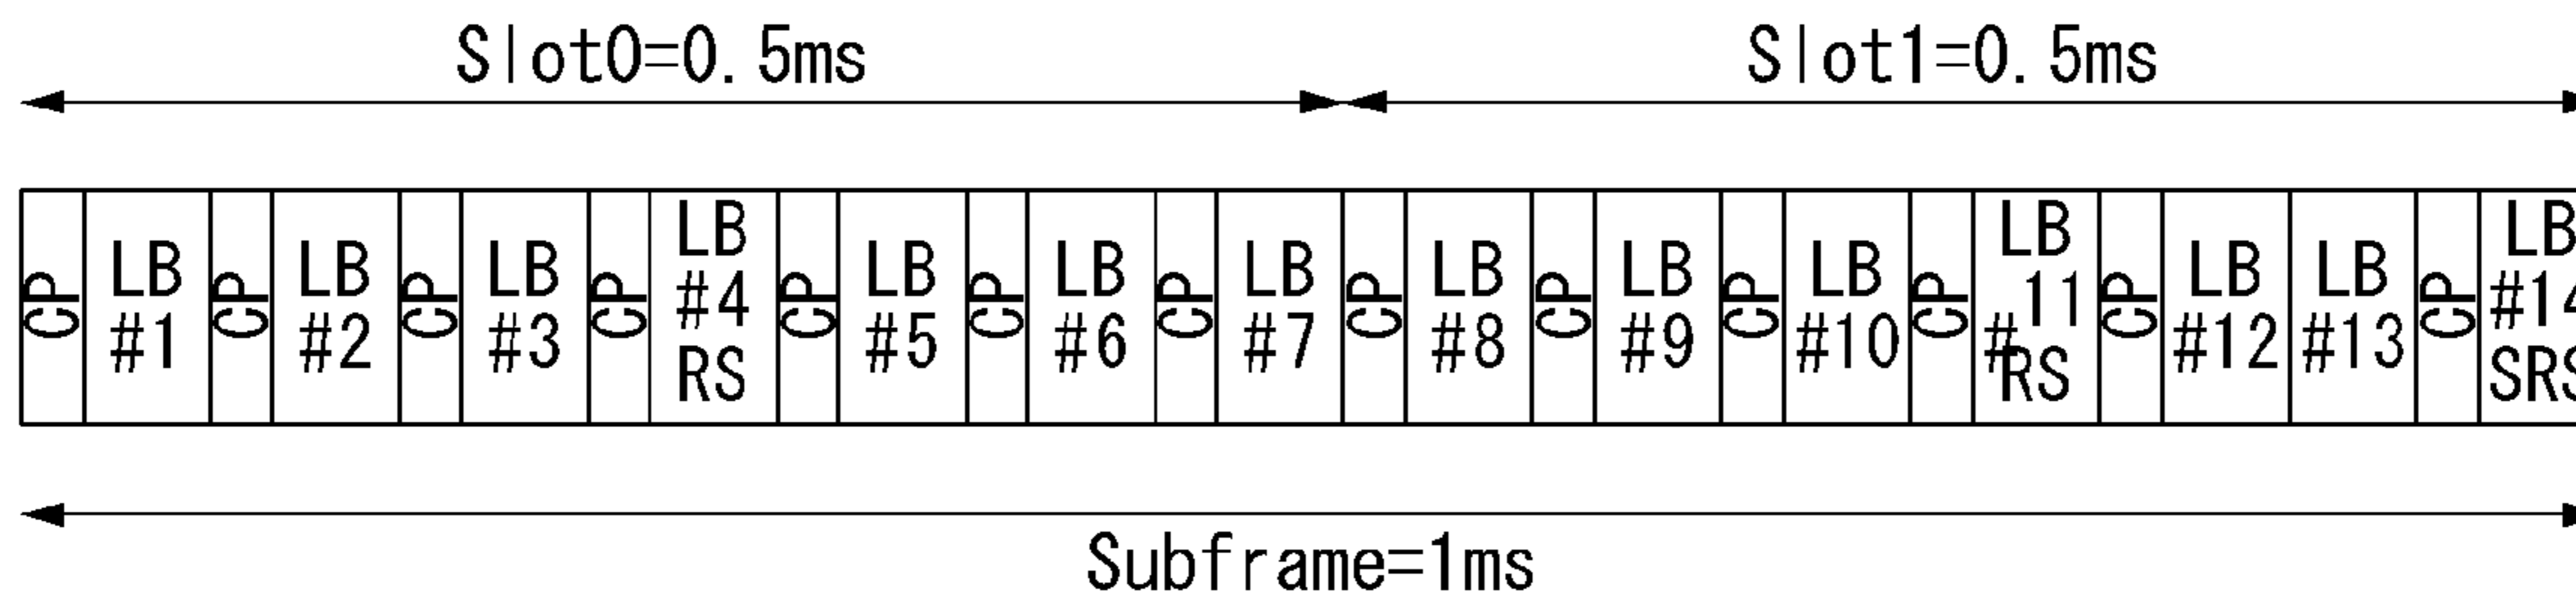 Slot0=0.5ms
Slot1=0.5ms
CP
LB
#1
CP
LB
#2
CP
LB
#3
CP
LB
#4
RS
CP
LB
#5
CP
LB
#6
CP
LB
#7
CP
LB
#8
CP
LB
#9
CP
LB
#10
CP
LB
#11
RS
CP
LB
#12
LB
#13
CP
LB
#14
SRS
Subframe=1ms